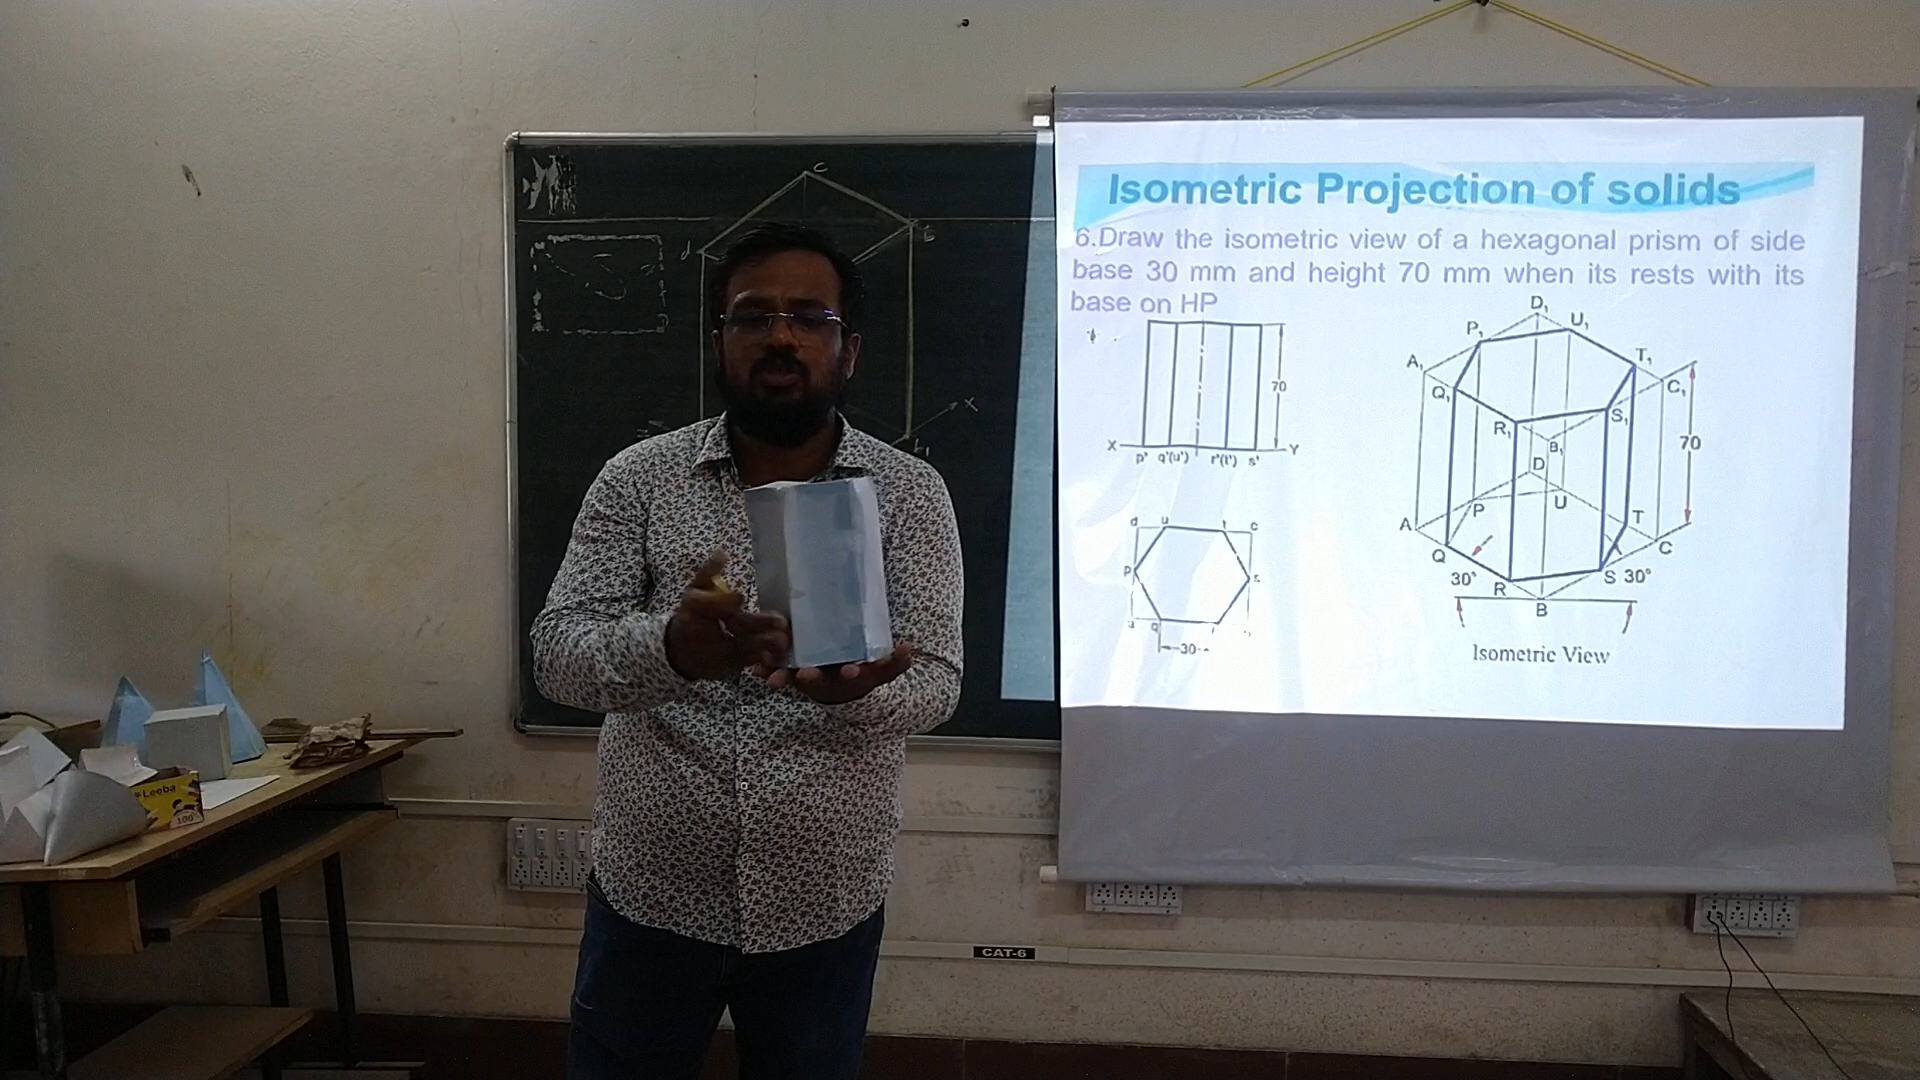 Isometric Projection of solids
6.Draw the isometric view of a hexagonal prism of side
base 30 mm and height 70 mm when its rests with its
base on HP
70
X
Y
p' q'(u') r'(t') s'
d u t c
p s
a q
30
D₁
P₁ U₁
A₁ T₁
Q₁ C₁
R₁ S₁
B₁ 70
D
P U
A T
Q C
30° S 30°
R
B
Isometric View
c
b
d
X
Leeba
100
CAT-6